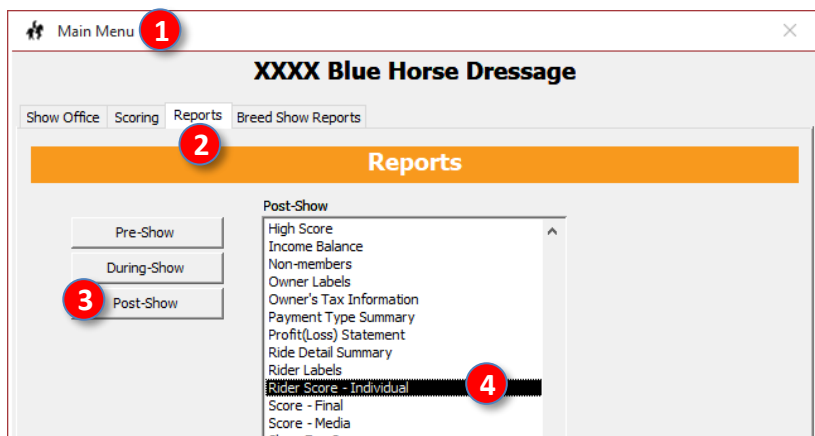 Main Menu 1
XXXX Blue Horse Dressage
Show Office Scoring Reports Breed Show Reports
2
Reports
Post-Show
Pre-Show
During-Show
3 Post-Show
High Score
Income Balance
Non-members
Owner Labels
Owner's Tax Information
Payment Type Summary
Profit(Loss) Statement
Ride Detail Summary
Rider Labels
Rider Score - Individual 4
Score - Final
Score - Media